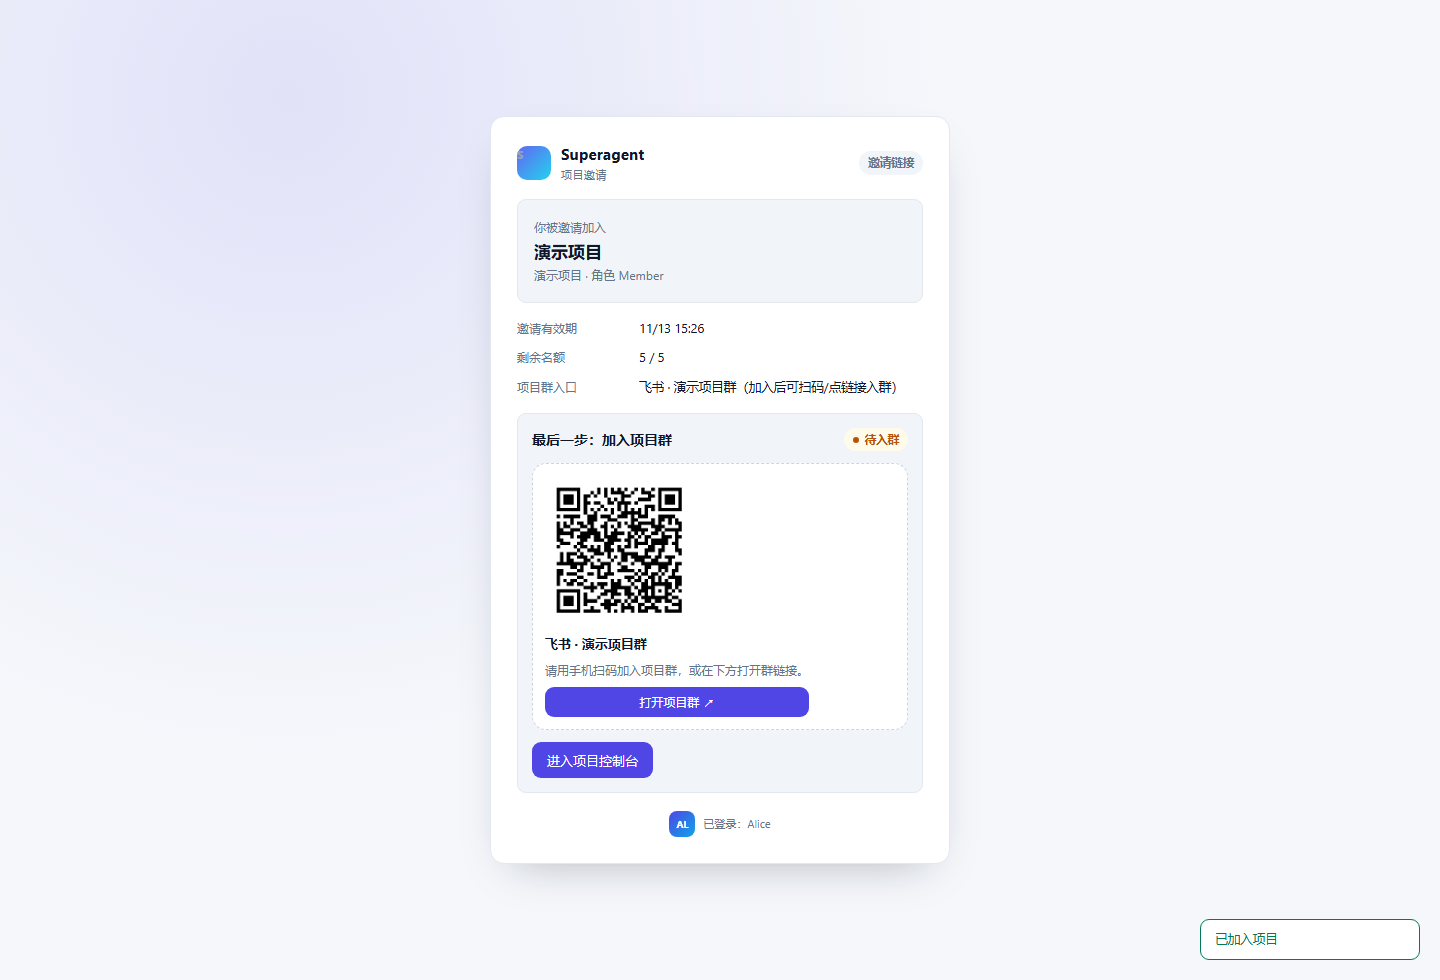 S
Superagent
项目邀请
邀请链接
你被邀请加入
演示项目
演示项目 · 角色 Member
邀请有效期 11/13 15:26
剩余名额 5 / 5
项目群入口 飞书 · 演示项目群（加入后可扫码/点链接入群）
最后一步：加入项目群
待入群
飞书 · 演示项目群
请用手机扫码加入项目群，或在下方打开群链接。
打开项目群 ↗
进入项目控制台
AL 已登录：Alice
已加入项目